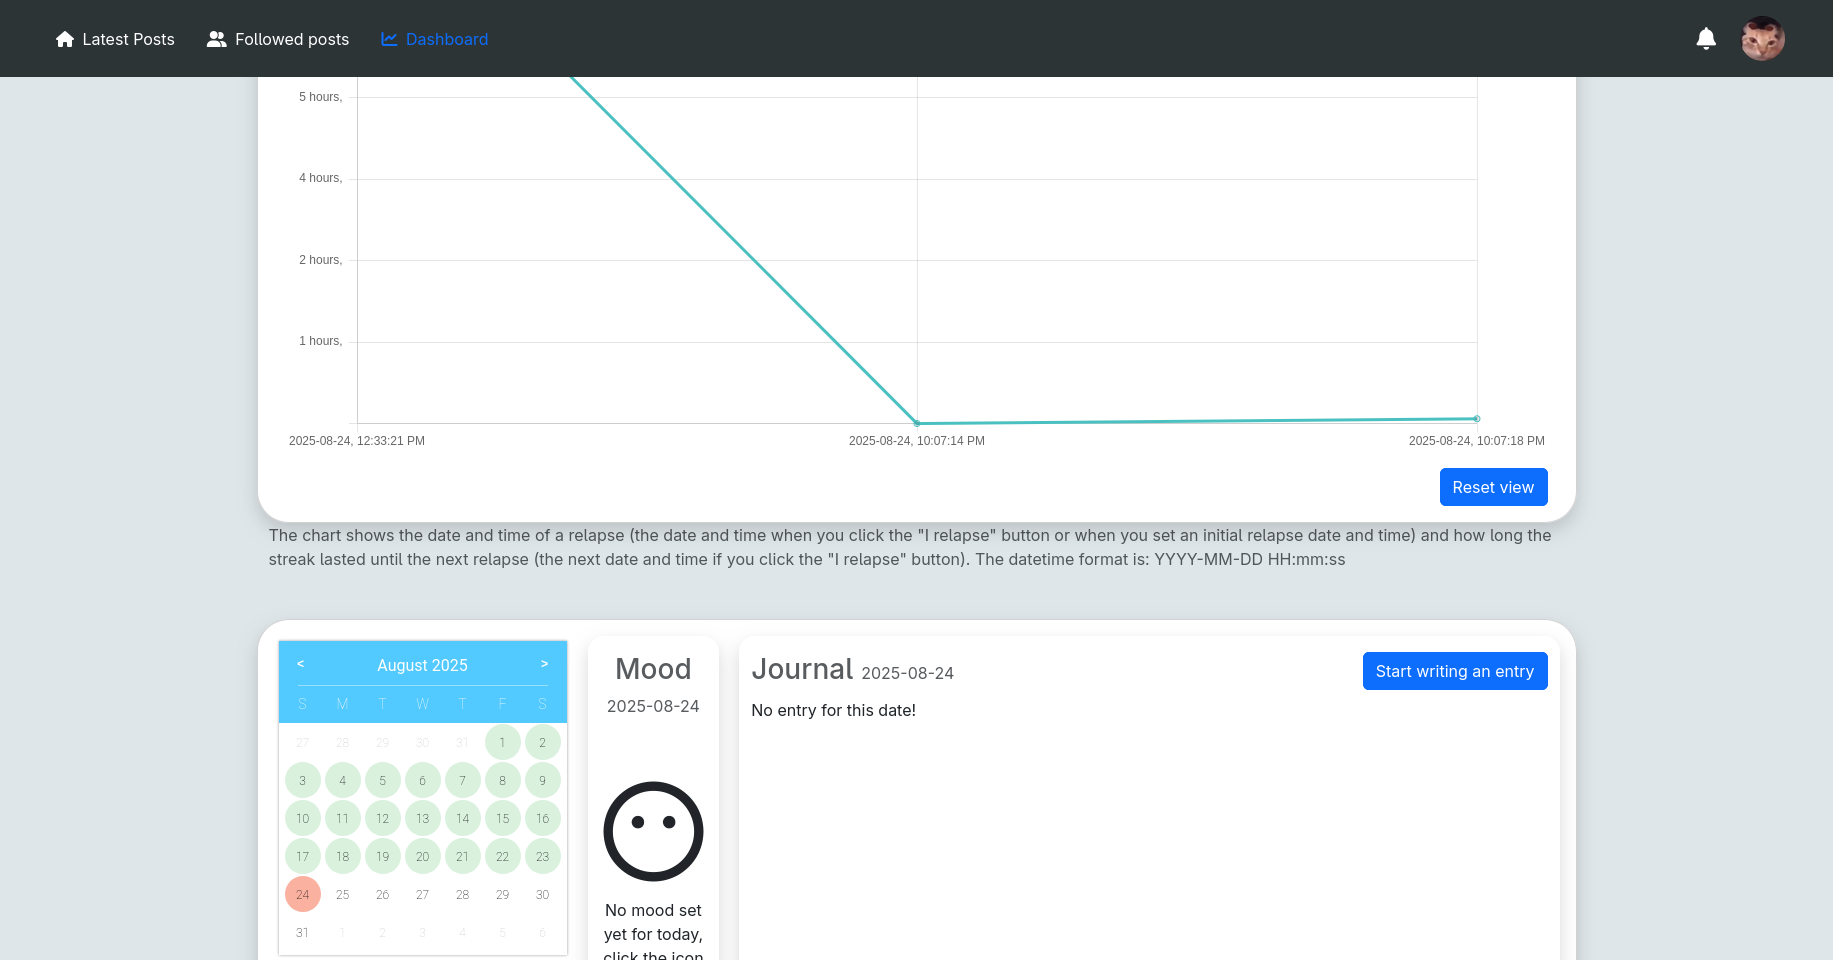 Latest Posts Followed posts Dashboard
5 hours,
4 hours,
2 hours,
1 hours,
2025-08-24, 12:33:21 PM 2025-08-24, 10:07:14 PM 2025-08-24, 10:07:18 PM
Reset view
The chart shows the date and time of a relapse (the date and time when you click the "I relapse" button or when you set an initial relapse date and time) and how long the
streak lasted until the next relapse (the next date and time if you click the "I relapse" button). The datetime format is: YYYY-MM-DD HH:mm:ss
< August 2025 >
S M T W T F S
27 28 29 30 31 1 2
3 4 5 6 7 8 9
10 11 12 13 14 15 16
17 18 19 20 21 22 23
24 25 26 27 28 29 30
31 1 2 3 4 5 6
Mood
2025-08-24
No mood set
yet for today,
click the icon
Journal 2025-08-24
Start writing an entry
No entry for this date!